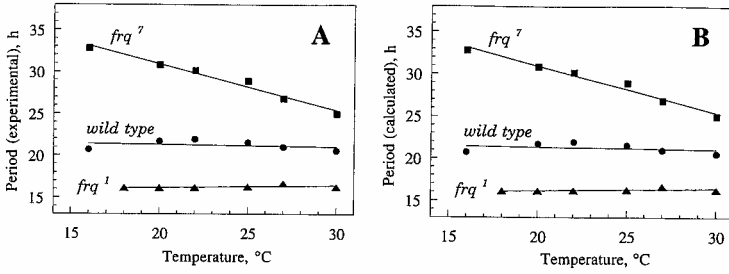 A
Period (experimental), h
35
30
25
20
15
frq 7
wild type
frq 1
15 20 25 30
Temperature, °C
B
Period (calculated), h
35
30
25
20
15
frq 7
wild type
frq 1
15 20 25 30
Temperature, °C